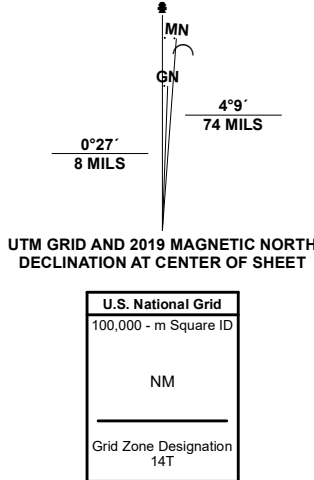 MN
GN
4°9´
74 MILS
0°27´
8 MILS
UTM GRID AND 2019 MAGNETIC NORTH
DECLINATION AT CENTER OF SHEET
U.S. National Grid
100,000 - m Square ID
NM
Grid Zone Designation
14T